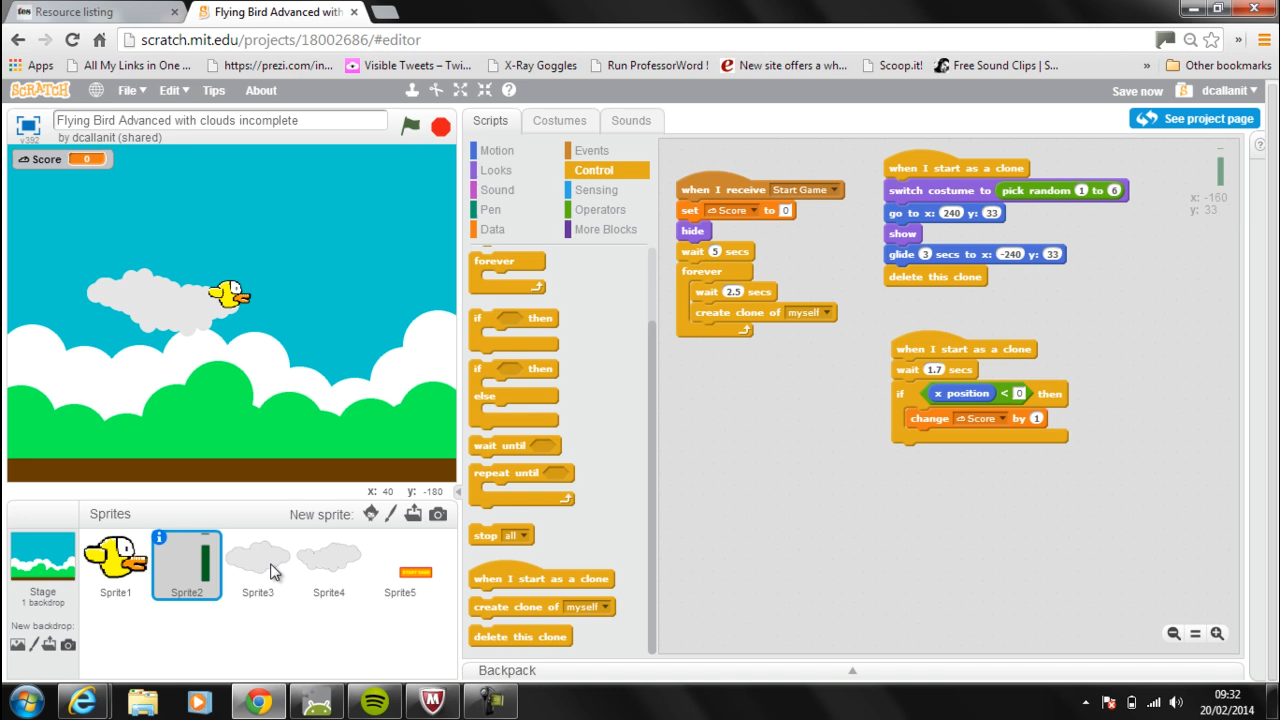 Resource listing
Flying Bird Advanced with
scratch.mit.edu/projects/18002686/#editor
Apps All My Links in One ... https://prezi.com/in... Visible Tweets – Twi... X-Ray Goggles Run ProfessorWord ! New site offers a wh... Scoop.it! Free Sound Clips | S... » Other bookmarks
SCRATCH File Edit Tips About Save now dcallanit
Flying Bird Advanced with clouds incomplete
by dcallanit (shared)
v392
Scripts Costumes Sounds
See project page
Score 0
Motion Events
Looks Control
Sound Sensing
Pen Operators
Data More Blocks
forever
if then
if then
else
wait until
repeat until
stop all
when I start as a clone
create clone of myself
delete this clone
when I receive Start Game
set Score to 0
hide
wait 5 secs
forever
wait 2.5 secs
create clone of myself
when I start as a clone
switch costume to pick random 1 to 6
go to x: 240 y: 33
show
glide 3 secs to x: -240 y: 33
delete this clone
when I start as a clone
wait 1.7 secs
if x position < 0 then
change Score by 1
x: -160
y: 33
x: 40 y: -180
Sprites New sprite:
Stage
1 backdrop
New backdrop:
Sprite1 Sprite2 Sprite3 Sprite4 Sprite5
Backpack
09:32
20/02/2014